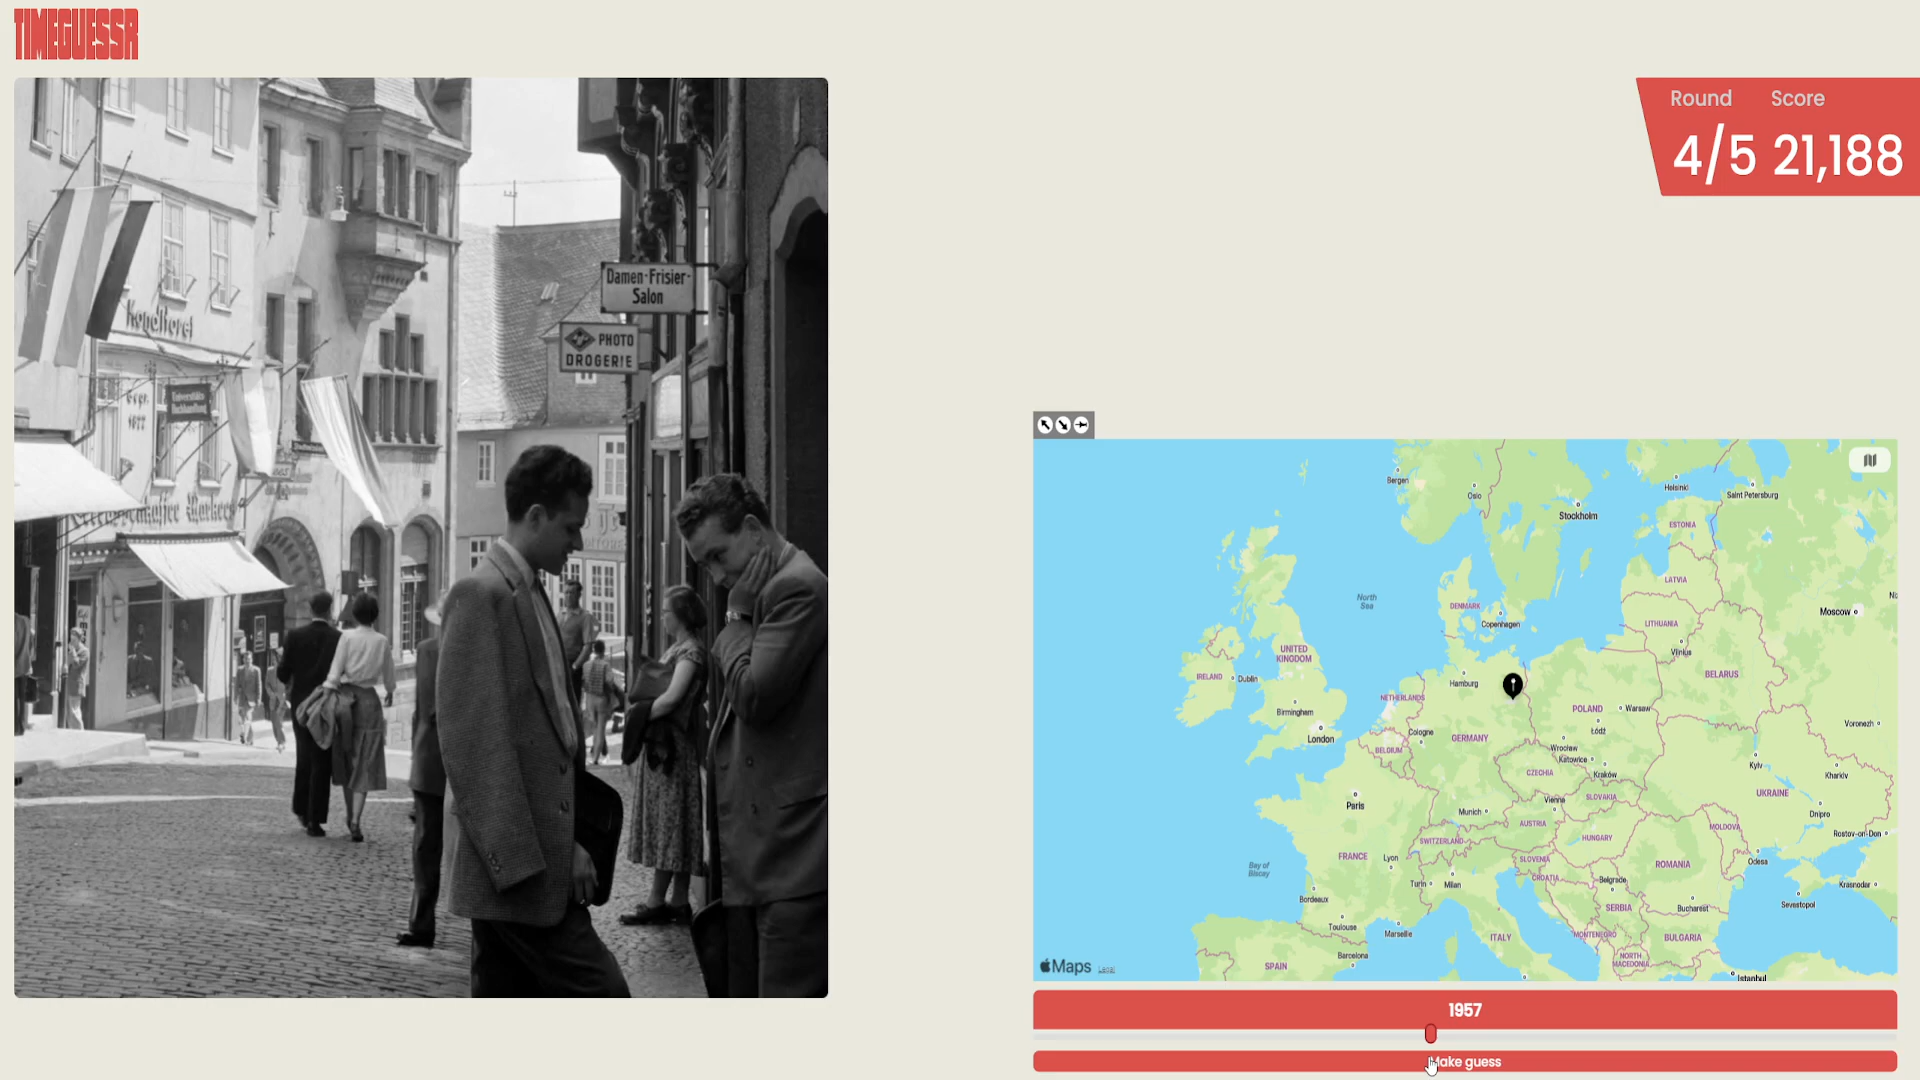 TIMEGUESSR
Round Score
4/5 21,188
Damen-Frisier-
Salon
PHOTO
DROGERIE
Konditorei
Gegr.
1877
Bergen
Oslo
Stockholm
Helsinki
Saint Petersburg
ESTONIA
LATVIA
Moscow
North
Sea
DENMARK
Copenhagen
LITHUANIA
Vilnius
UNITED
KINGDOM
IRELAND
Dublin
Hamburg
BELARUS
NETHERLANDS
Birmingham
POLAND
Warsaw
London
Cologne
GERMANY
Łódź
Voronezh
BELGIUM
Wrocław
Katowice
Kraków
Kyiv
Kharkiv
CZECHIA
Paris
Vienna
SLOVAKIA
UKRAINE
Munich
AUSTRIA
Dnipro
MOLDOVA
Rostov-on-Don
SWITZERLAND
HUNGARY
FRANCE
Lyon
SLOVENIA
ROMANIA
Odesa
Bay of
Biscay
Turin
Milan
CROATIA
Belgrade
Krasnodar
Bordeaux
SERBIA
Bucharest
Sevastopol
Toulouse
Marseille
ITALY
MONTENEGRO
BULGARIA
Barcelona
SPAIN
NORTH
MACEDONIA
Istanbul
Maps Legal
1957
Make guess